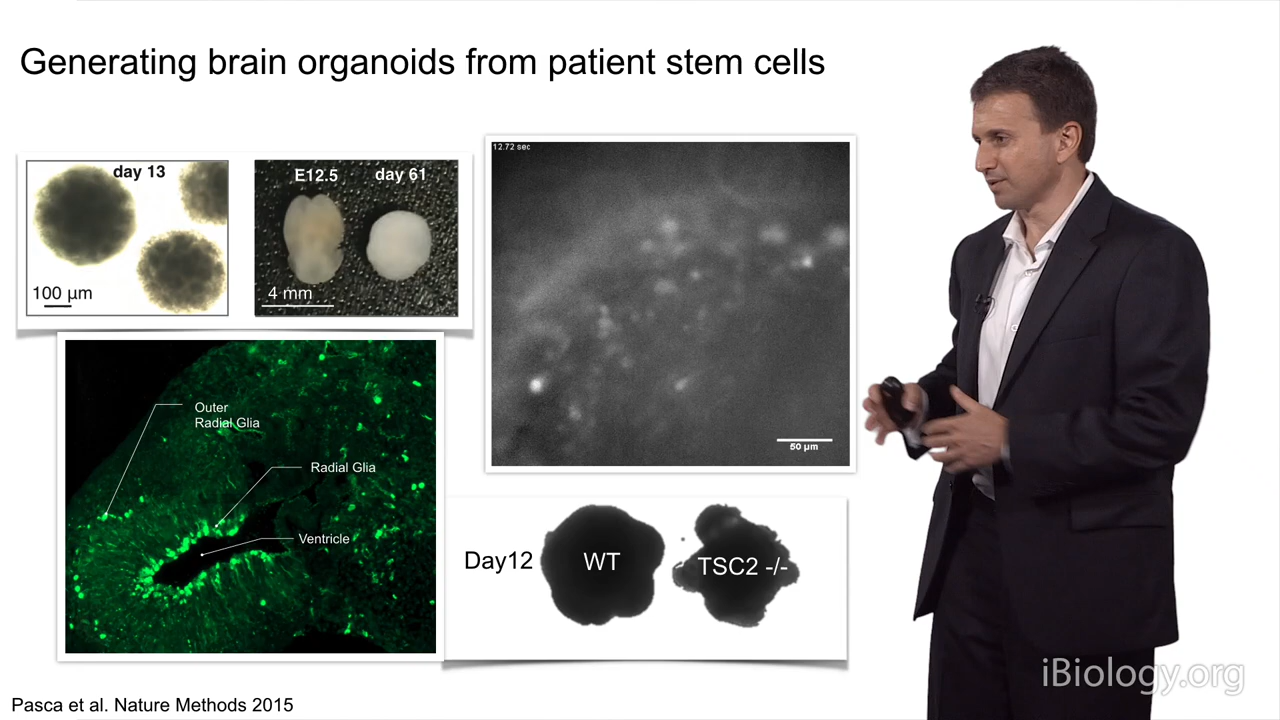 Generating brain organoids from patient stem cells
day 13
100 µm
E12.5
day 61
4 mm
12.72 sec
50 µm
Outer
Radial Glia
Radial Glia
Ventricle
Day12
WT
TSC2 -/-
iBiology.org
Pasca et al. Nature Methods 2015